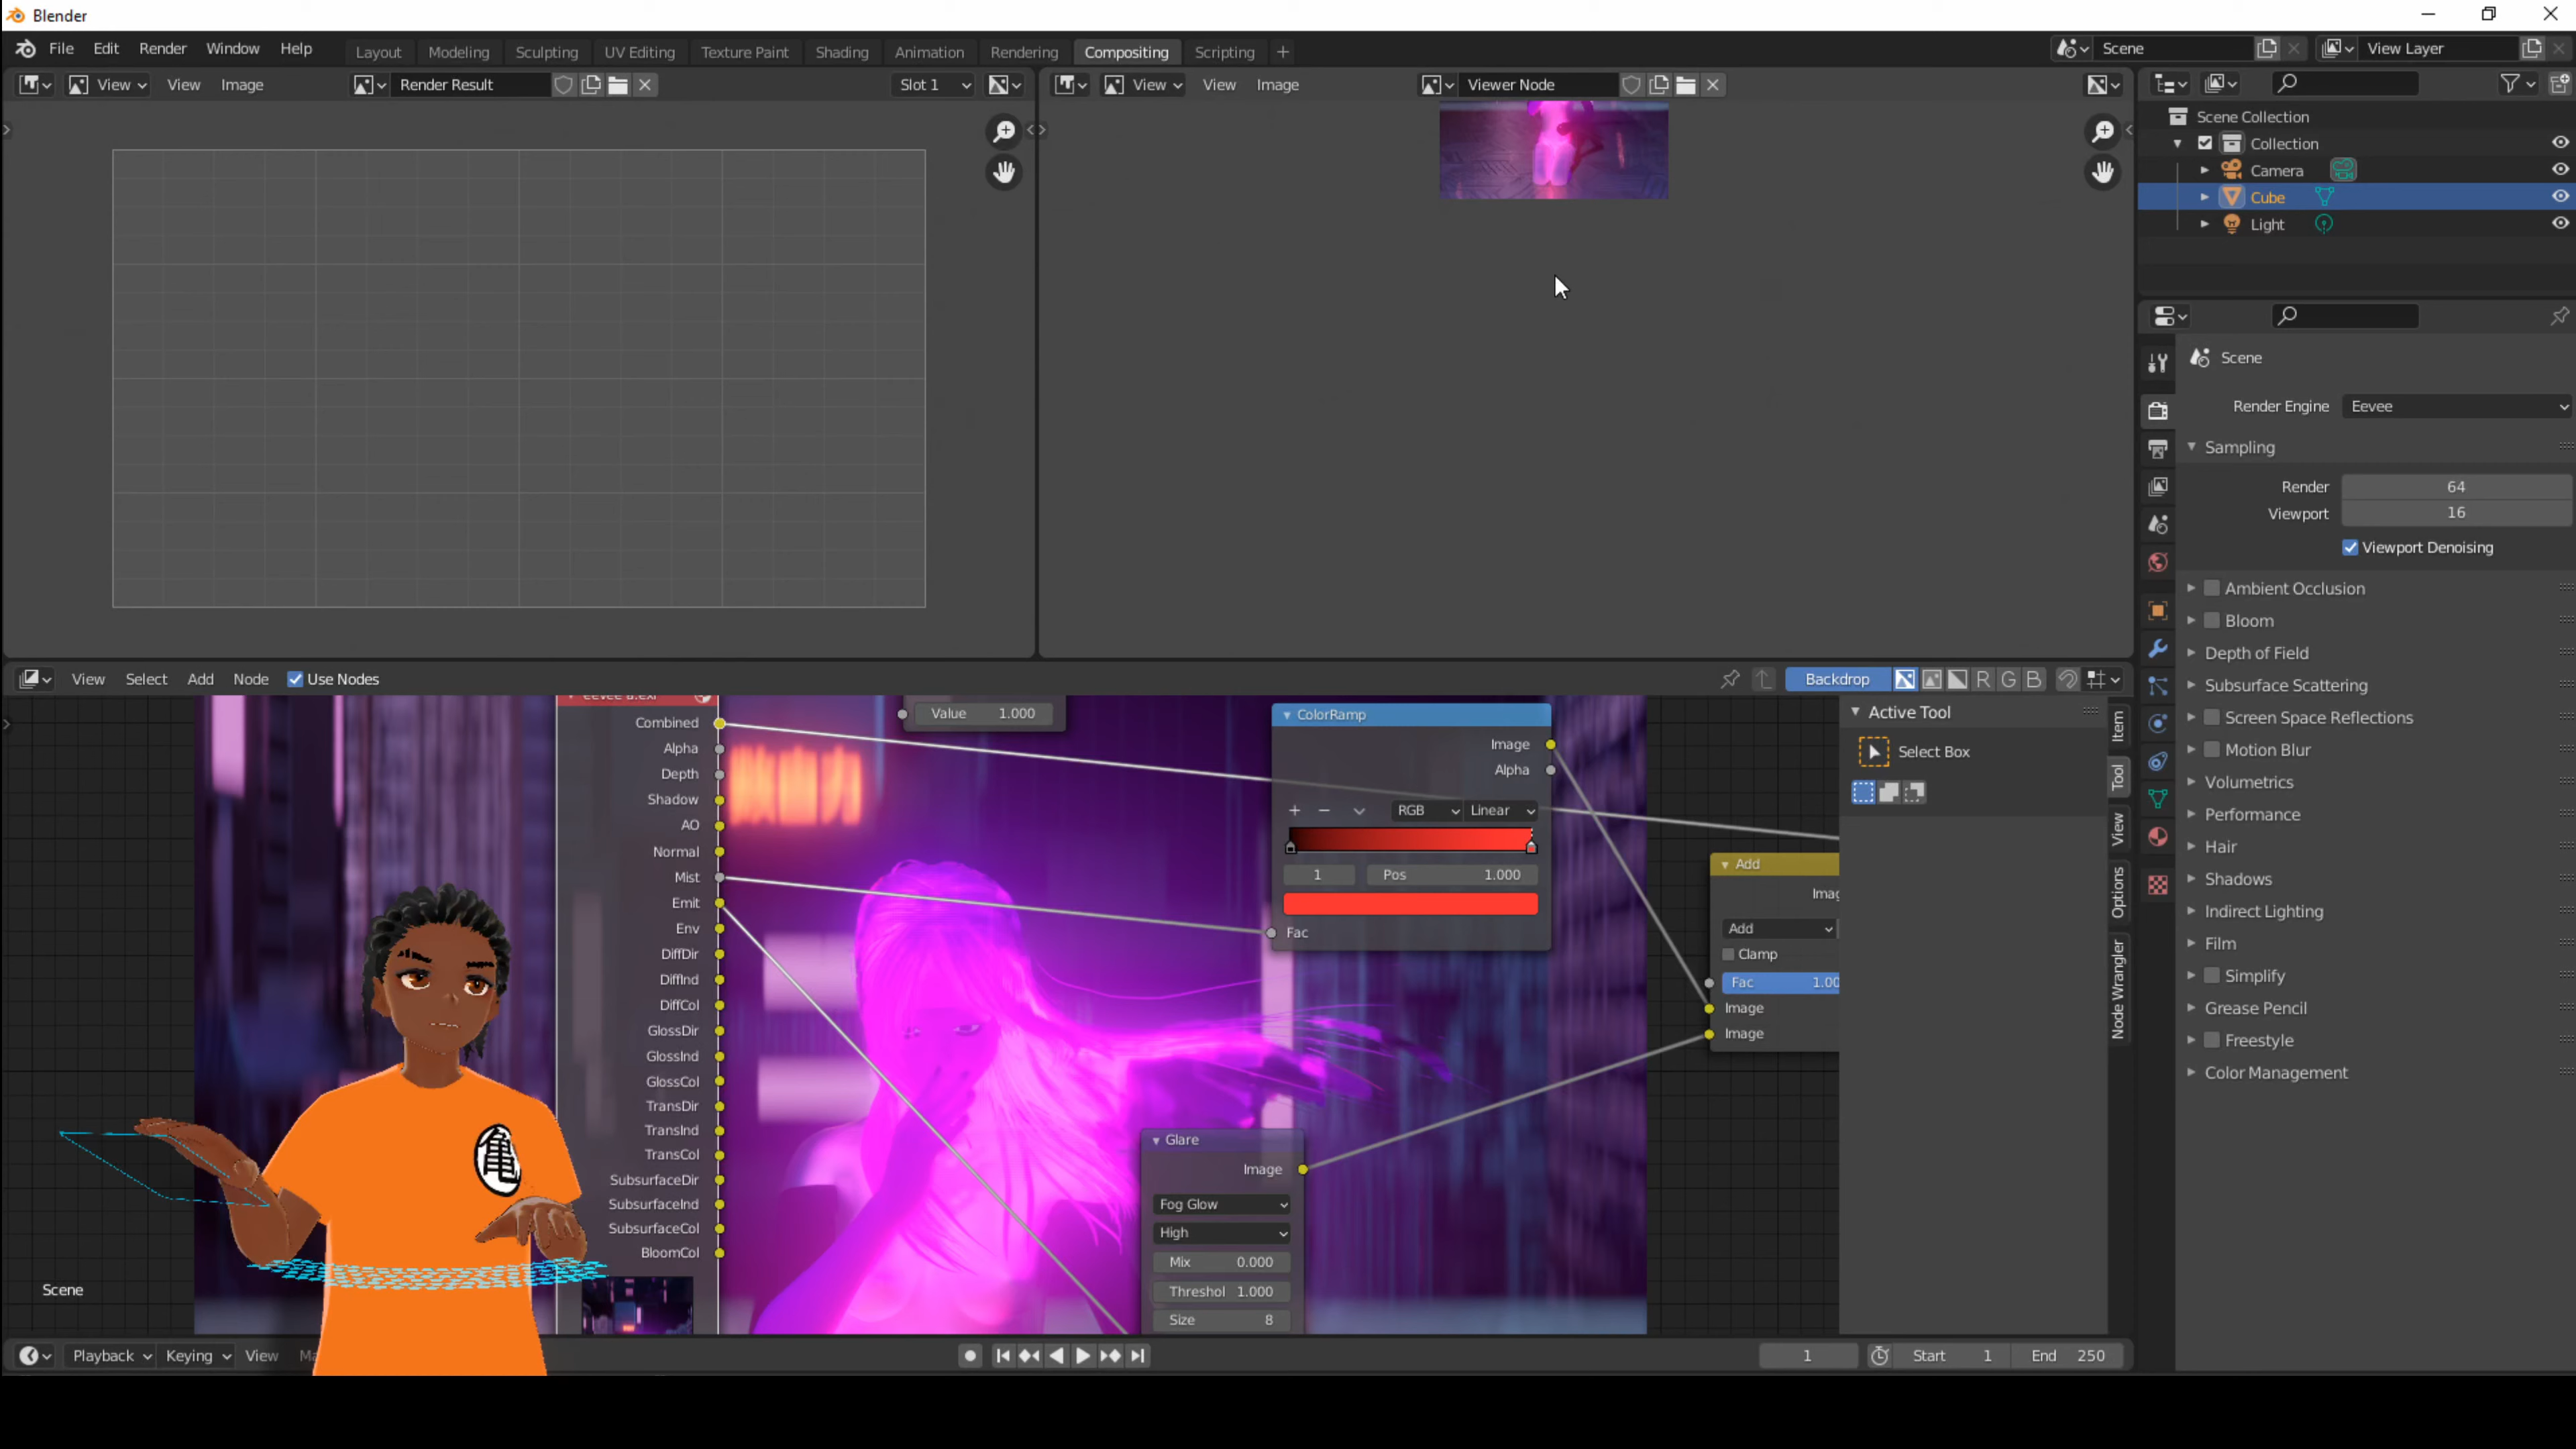 Blender
File Edit Render Window Help Layout Modeling Sculpting UV Editing Texture Paint Shading Animation Rendering Compositing Scripting + Scene View Layer
View View Image Render Result Slot 1
View View Image Viewer Node
Scene Collection
Collection
Camera
Cube
Light
Scene
Render Engine Eevee
Sampling
Render 64
Viewport 16
Viewport Denoising
Ambient Occlusion
Bloom
Depth of Field
Subsurface Scattering
Screen Space Reflections
Motion Blur
Volumetrics
Performance
Hair
Shadows
Indirect Lighting
Film
Simplify
Grease Pencil
Freestyle
Color Management
View Select Add Node Use Nodes Backdrop R G B
Combined
Alpha
Depth
Shadow
AO
Normal
Mist
Emit
Env
DiffDir
DiffInd
DiffCol
GlossDir
GlossInd
GlossCol
TransDir
TransInd
TransCol
SubsurfaceDir
SubsurfaceInd
SubsurfaceCol
BloomCol
Value 1.000
ColorRamp
Image
Alpha
RGB Linear
1 Pos 1.000
Fac
Add
Imag
Add
Clamp
Fac 1.00
Image
Image
Glare
Image
Fog Glow
High
Mix 0.000
Threshol 1.000
Size 8
Active Tool
Select Box
Item
Tool
View
Options
Node Wrangler
亀
Scene
Playback Keying View Ma 1 Start 1 End 250